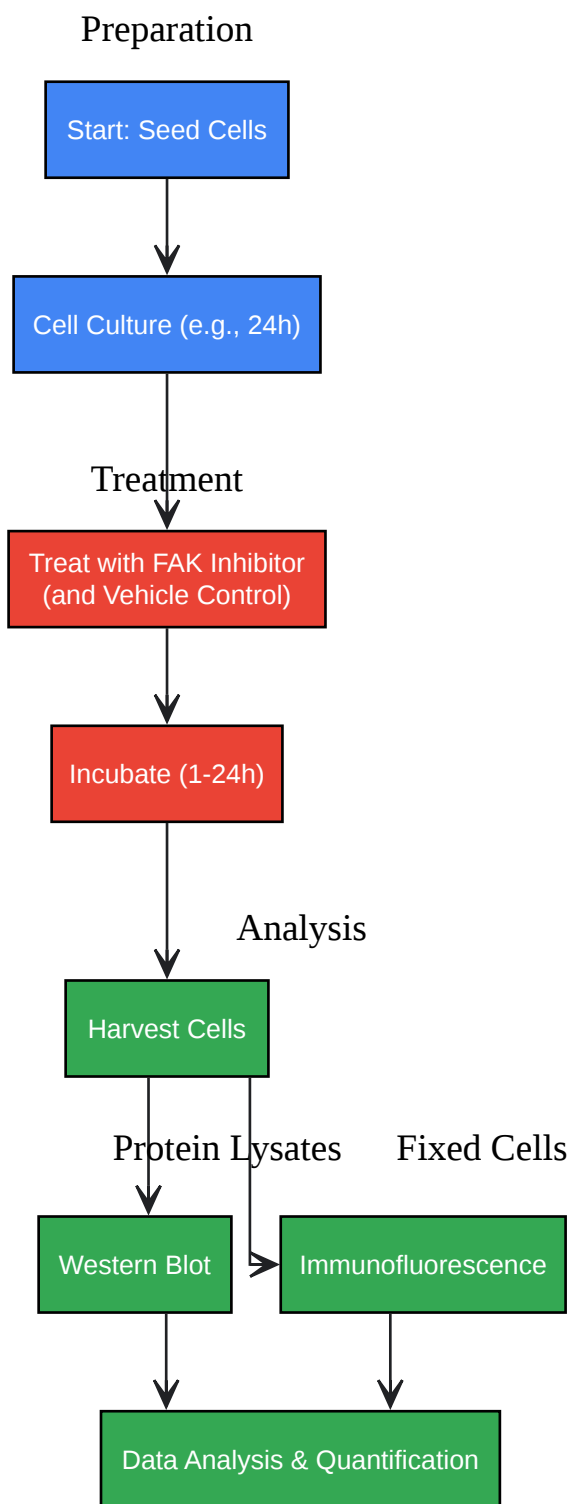 Preparation
Start: Seed Cells
Cell Culture (e.g., 24h)
Treatment
Treat with FAK Inhibitor
(and Vehicle Control)
Incubate (1-24h)
Analysis
Harvest Cells
Protein Lysates
Fixed Cells
Western Blot
Immunofluorescence
Data Analysis & Quantification